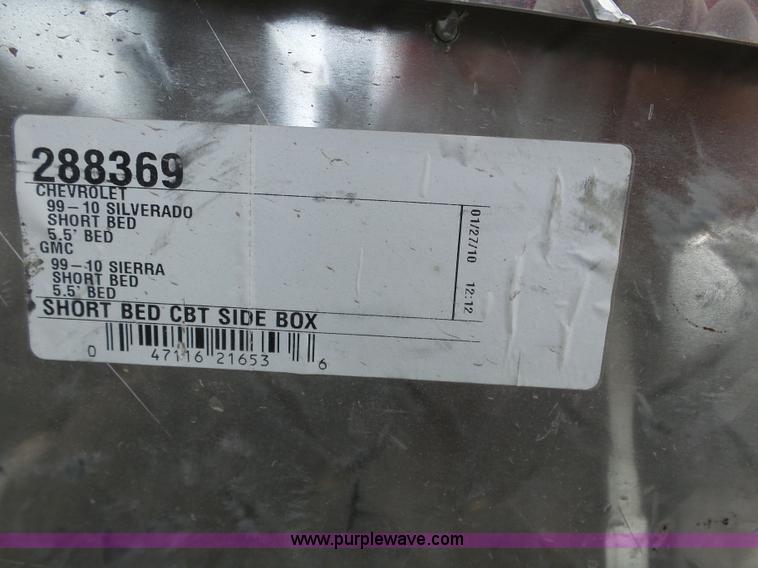 288369
CHEVROLET
99-10 SILVERADO
SHORT BED
5.5' BED
GMC
99-10 SIERRA
SHORT BED
5.5' BED
01/27/10 12:12
SHORT BED CBT SIDE BOX
0 47116 21653 6
www.purplewave.com